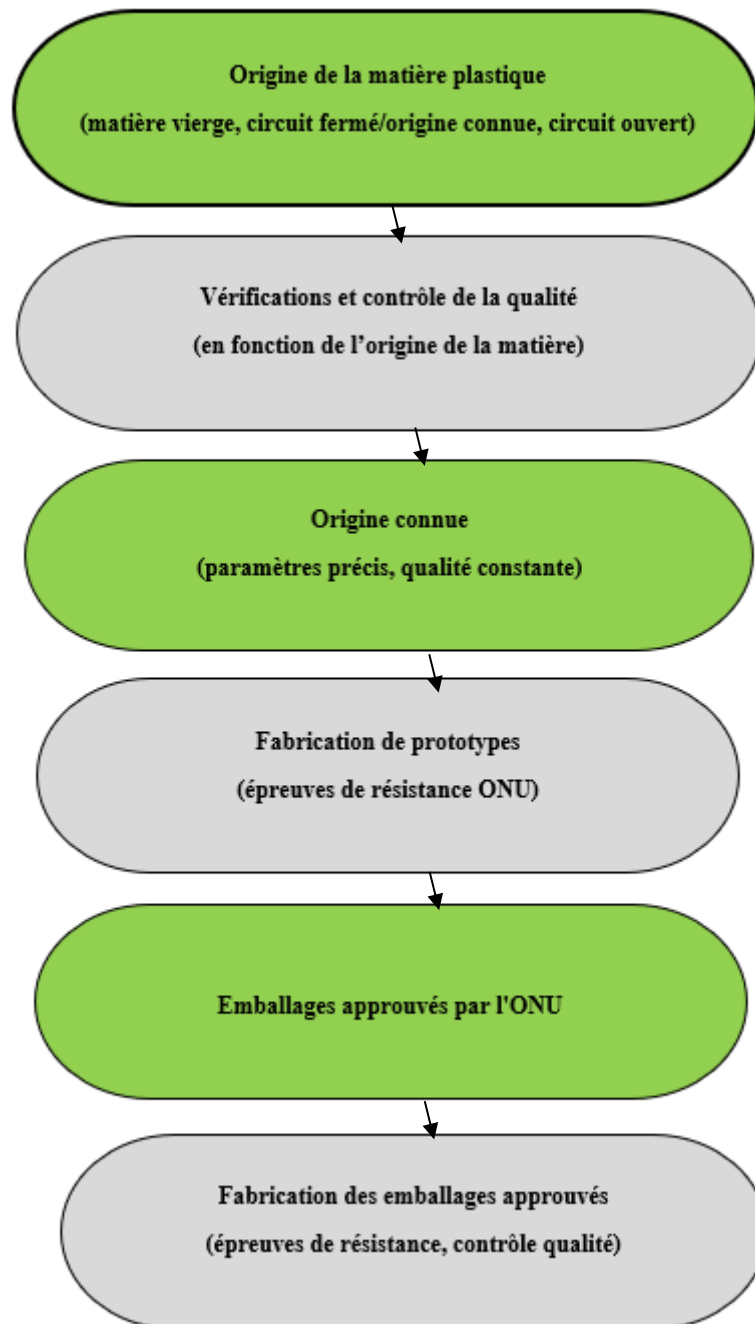 Origine de la matière plastique
(matière vierge, circuit fermé/origine connue, circuit ouvert)
Vérifications et contrôle de la qualité
(en fonction de l’origine de la matière)
Origine connue
(paramètres précis, qualité constante)
Fabrication de prototypes
(épreuves de résistance ONU)
Emballages approuvés par l'ONU
Fabrication des emballages approuvés
(épreuves de résistance, contrôle qualité)